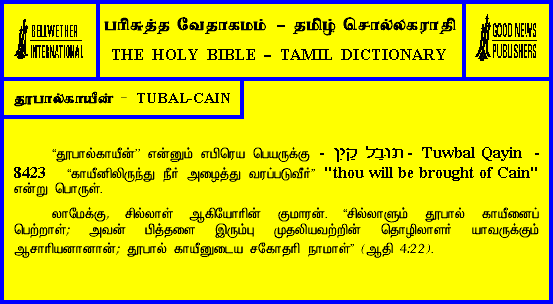 BELLWETHER
INTERNATIONAL
பரிசுத்த வேதாகமம் – தமிழ் சொல்லகராதி
THE HOLY BIBLE – TAMIL DICTIONARY
GOOD NEWS
PUBLISHERS
தூபால்காயீன் – TUBAL-CAIN
“தூபால்காயீன்” என்னும் எபிரெய பெயருக்கு - תּוּבַל קַיִן - Tuwbal Qayin -
8423 “காயீனிலிருந்து நீர் அழைத்து வரப்படுவீர்” "thou will be brought of Cain"
என்று பொருள்.
லாமேக்கு, சில்லாள் ஆகியோரின் குமாரன். “சில்லாளும் தூபால் காயீனைப்
பெற்றாள்; அவன் பித்தளை இரும்பு முதலியவற்றின் தொழிலாளர் யாவருக்கும்
ஆசாரியனானான்; தூபால் காயீனுடைய சகோதரி நாமாள்” (ஆதி 4:22).